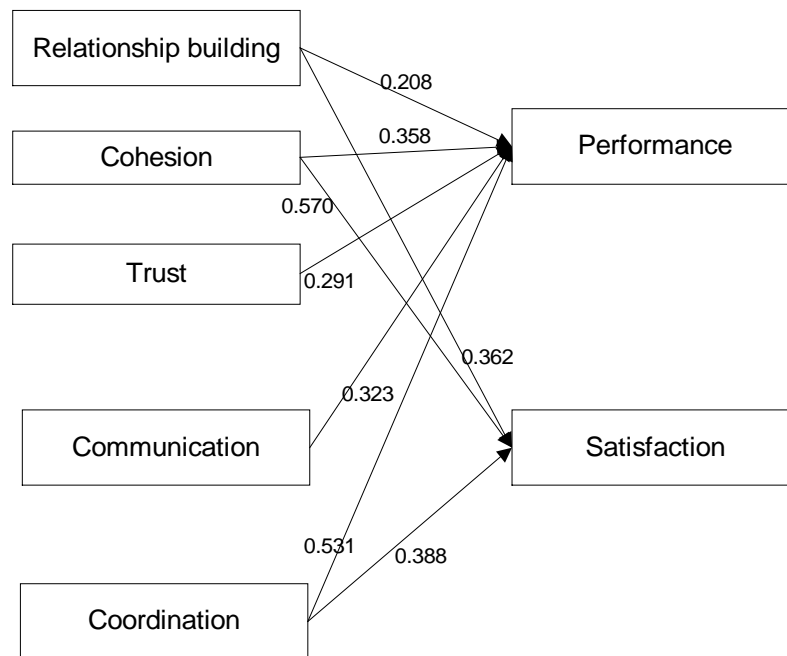 Relationship building
0.208
Performance
Cohesion
0.358
0.570
Trust
0.291
0.362
0.323
Communication
Satisfaction
0.531
0.388
Coordination